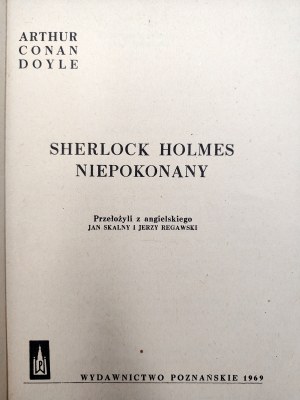 ARTHUR
CONAN
DOYLE
SHERLOCK HOLMES
NIEPOKONANY
Przełożyli z angielskiego
JAN SKALNY I JERZY REGAWSKI
WYDAWNICTWO POZNAŃSKIE 1969